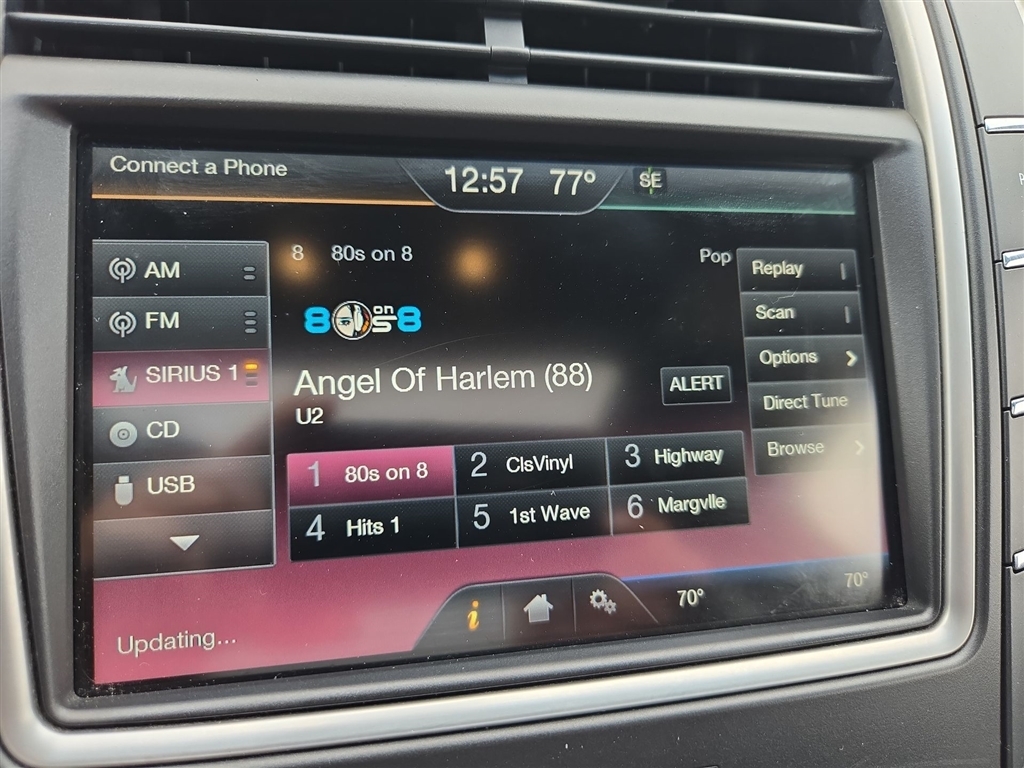 Connect a Phone
12:57 77° SE
8 80s on 8
Pop
8 on 8
Angel Of Harlem (88)
U2
ALERT
AM
FM
SIRIUS 1
CD
USB
Replay
Scan
Options
Direct Tune
Browse
1 80s on 8
2 ClsVinyl
3 Highway
4 Hits 1
5 1st Wave
6 Margvlle
Updating...
i
70°
70°